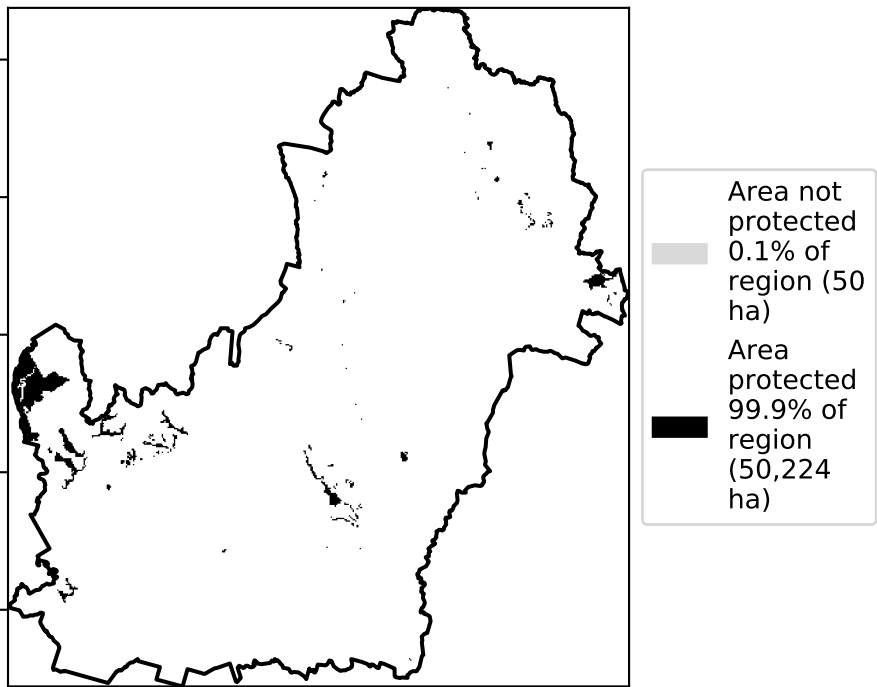 Area not
protected
0.1% of
region (50
ha)
Area
protected
99.9% of
region
(50,224
ha)